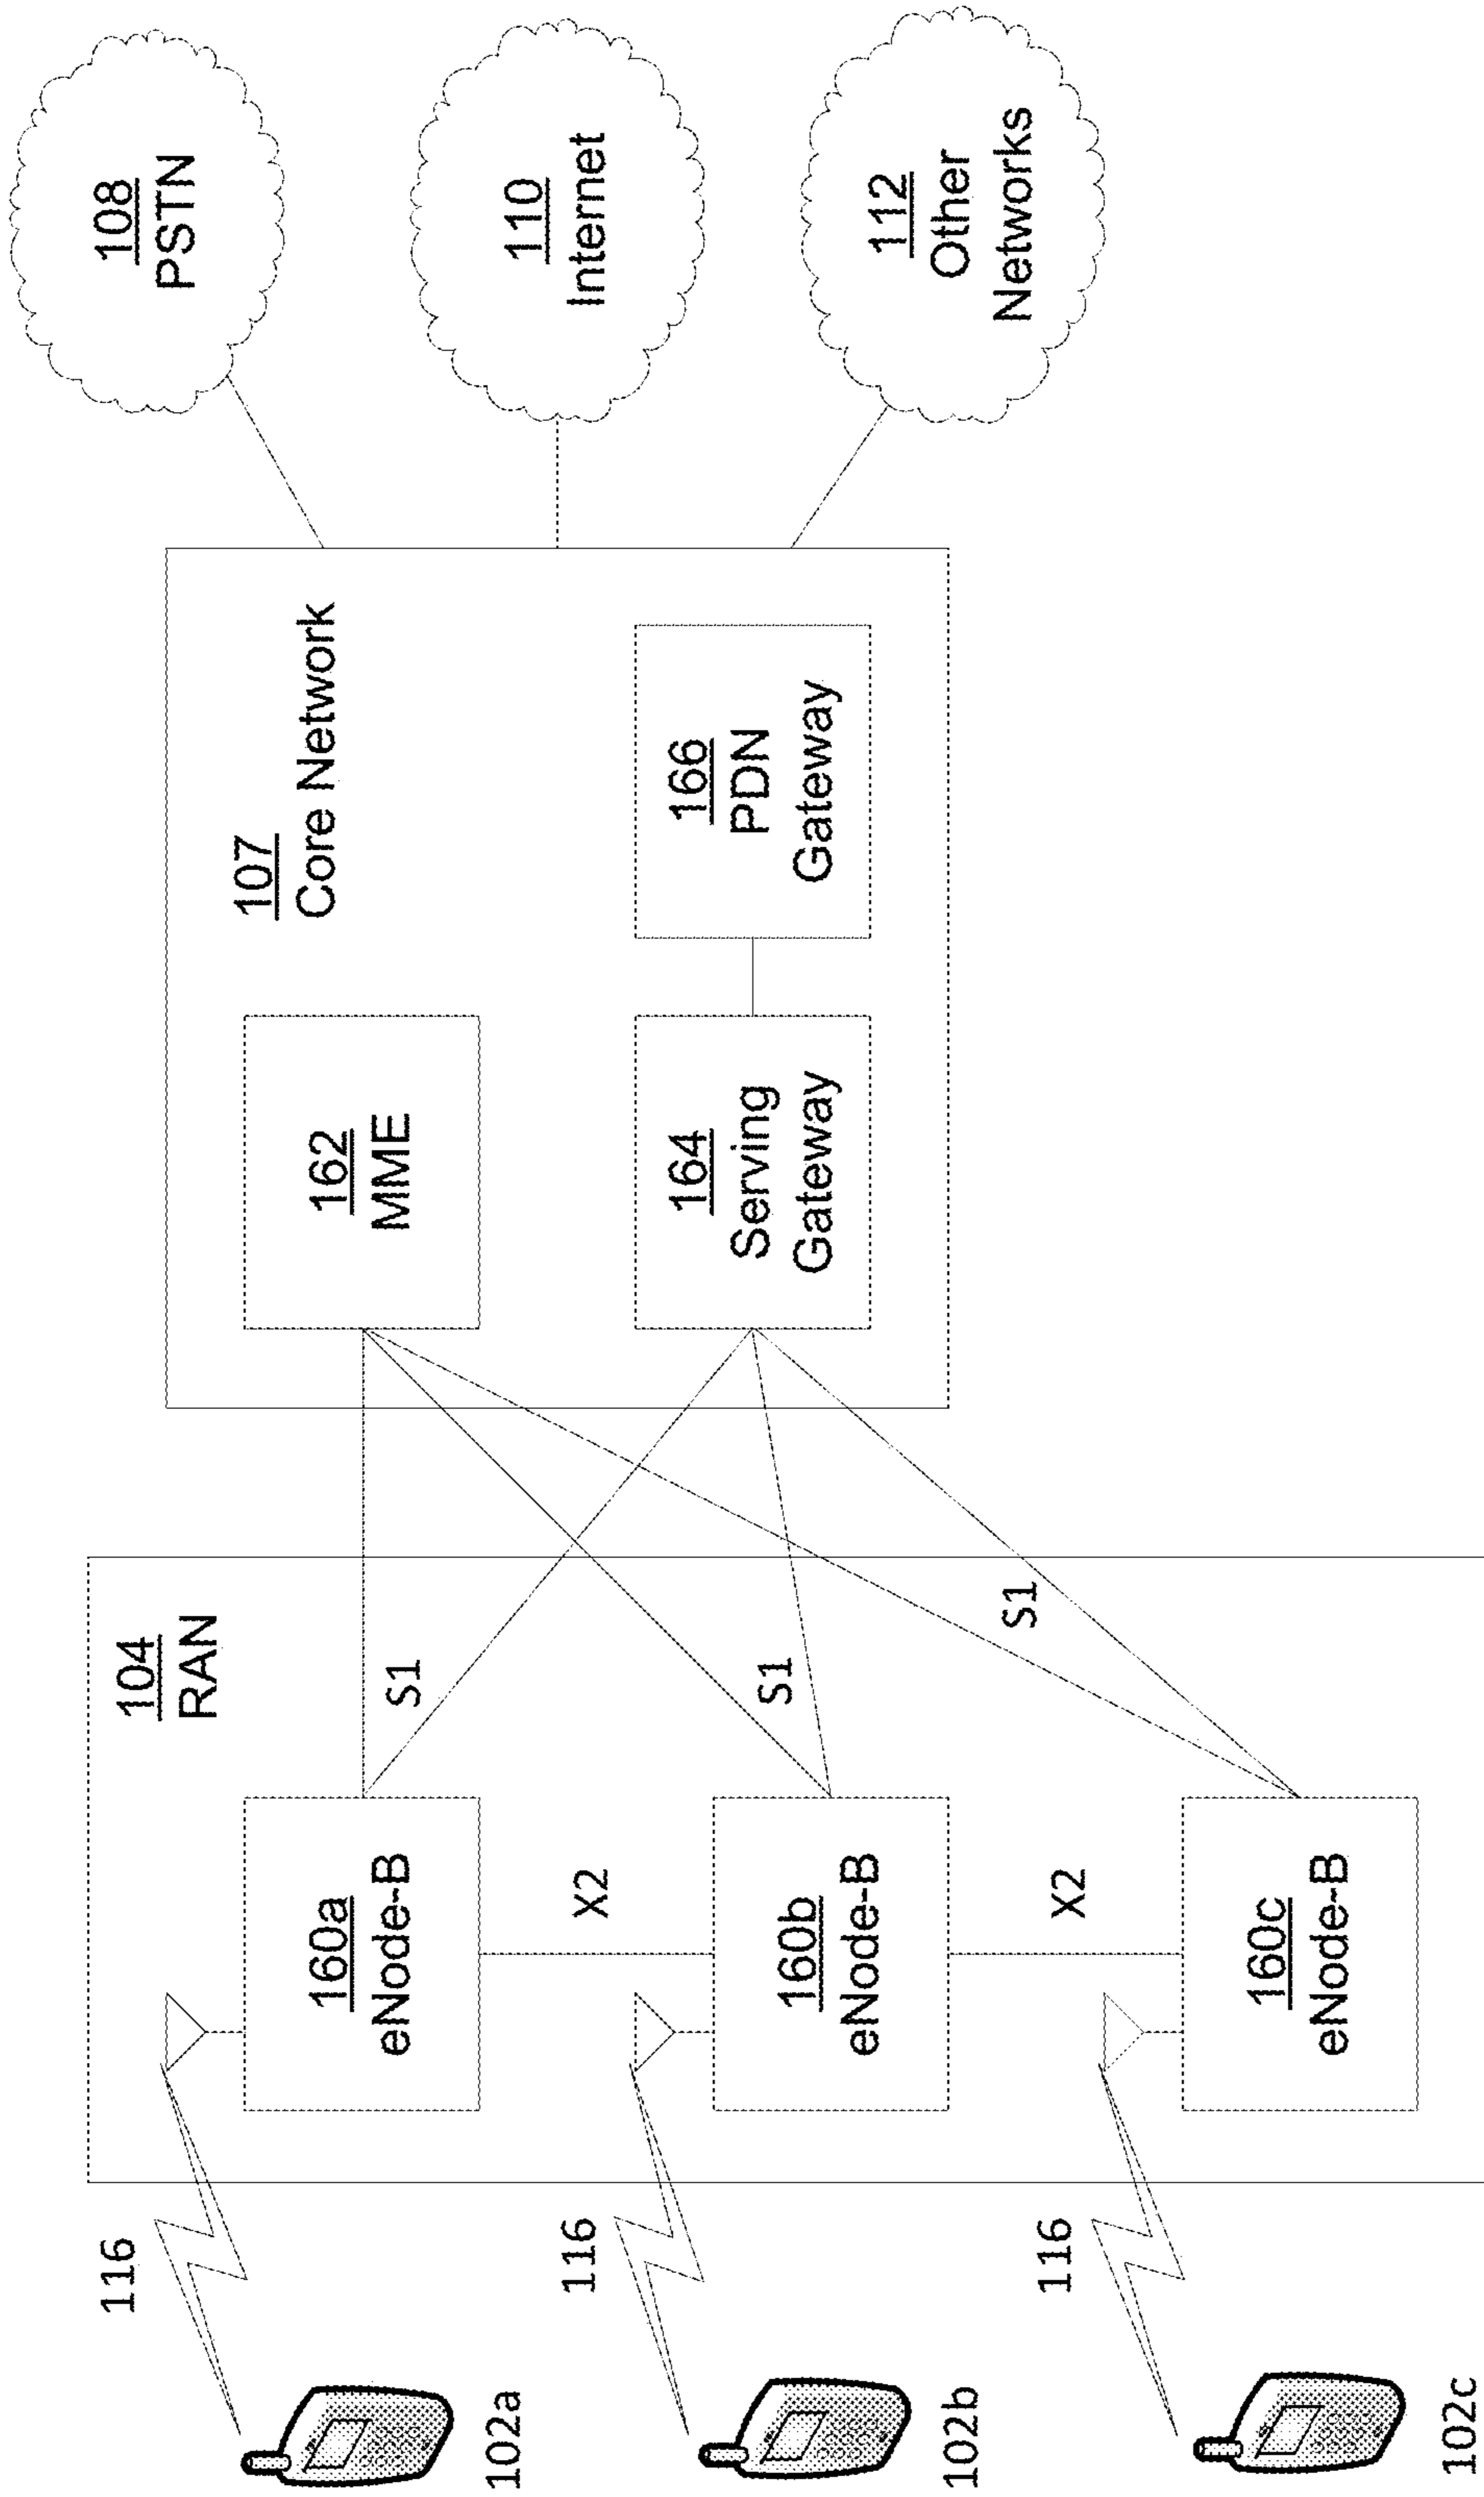 102a
102b
102c
116
116
116
104
RAN
160a
eNode-B
X2
160b
eNode-B
X2
160c
eNode-B
S1
S1
S1
107
Core Network
162
MME
164
Serving
Gateway
166
PDN
Gateway
108
PSTN
110
Internet
112
Other
Networks